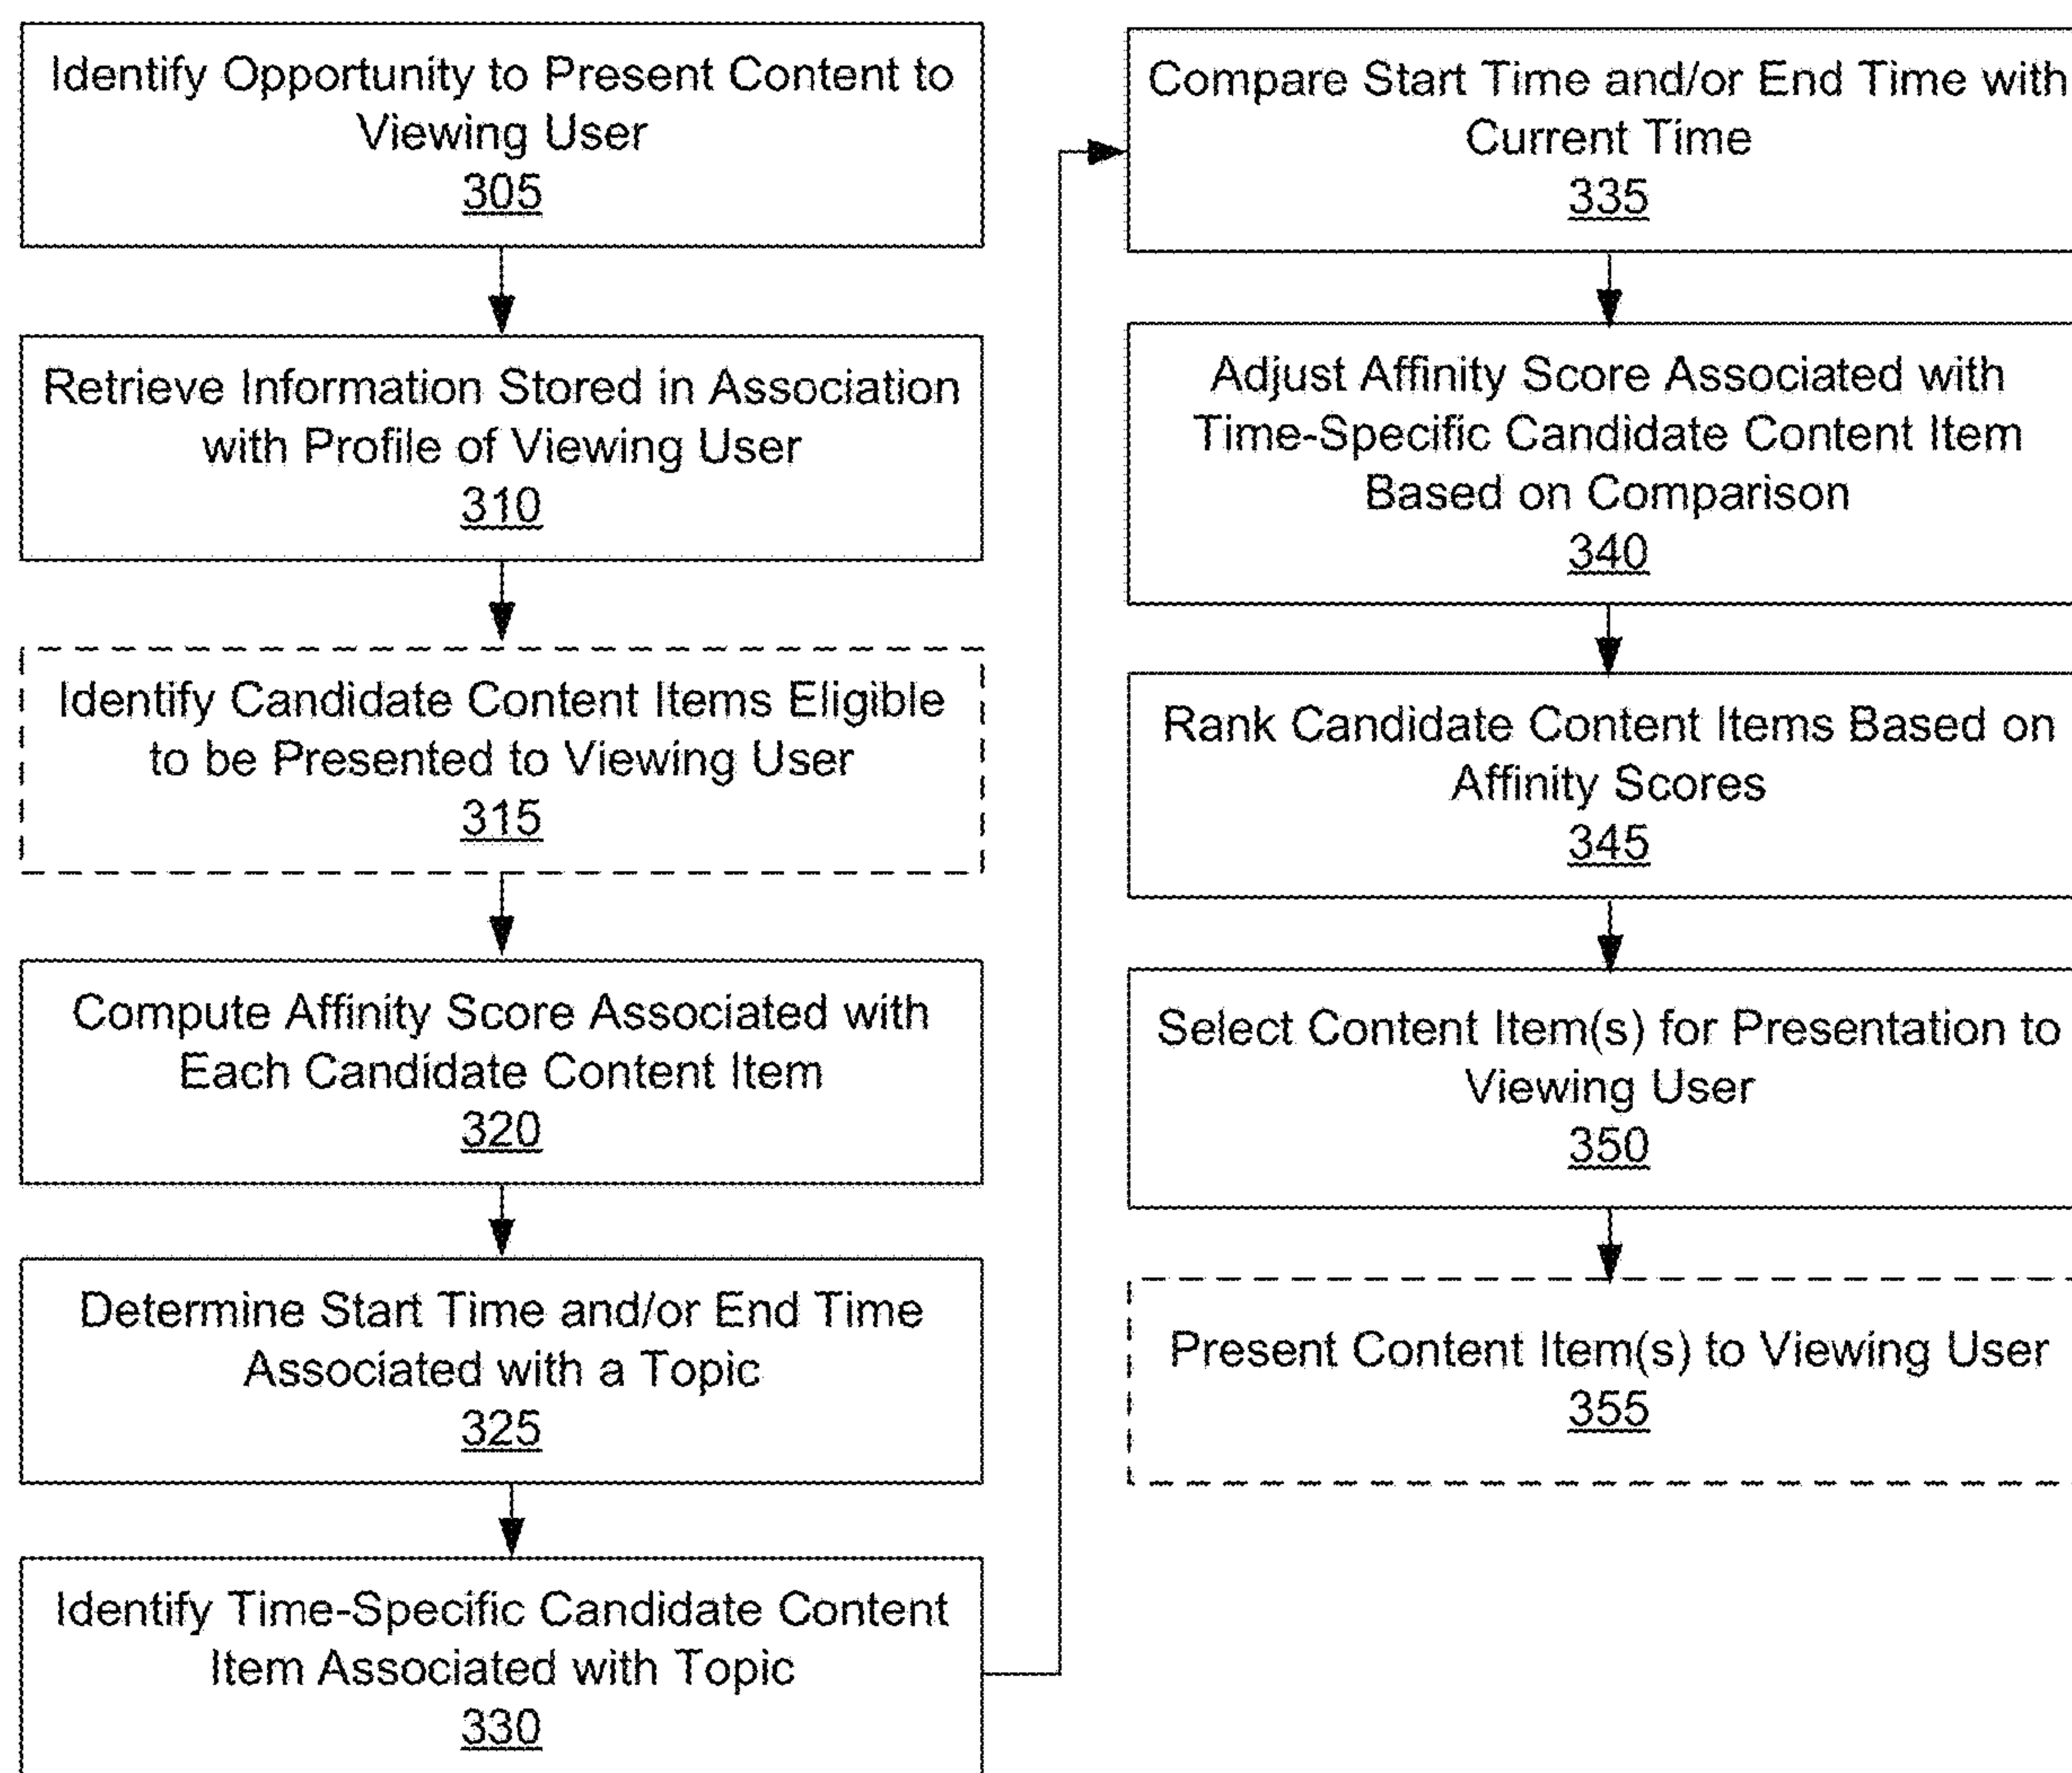 Identify Opportunity to Present Content to
Viewing User
305
Retrieve Information Stored in Association
with Profile of Viewing User
310
Identify Candidate Content Items Eligible
to be Presented to Viewing User
315
Compute Affinity Score Associated with
Each Candidate Content Item
320
Determine Start Time and/or End Time
Associated with a Topic
325
Identify Time-Specific Candidate Content
Item Associated with Topic
330
Compare Start Time and/or End Time with
Current Time
335
Adjust Affinity Score Associated with
Time-Specific Candidate Content Item
Based on Comparison
340
Rank Candidate Content Items Based on
Affinity Scores
345
Select Content Item(s) for Presentation to
Viewing User
350
Present Content Item(s) to Viewing User
355